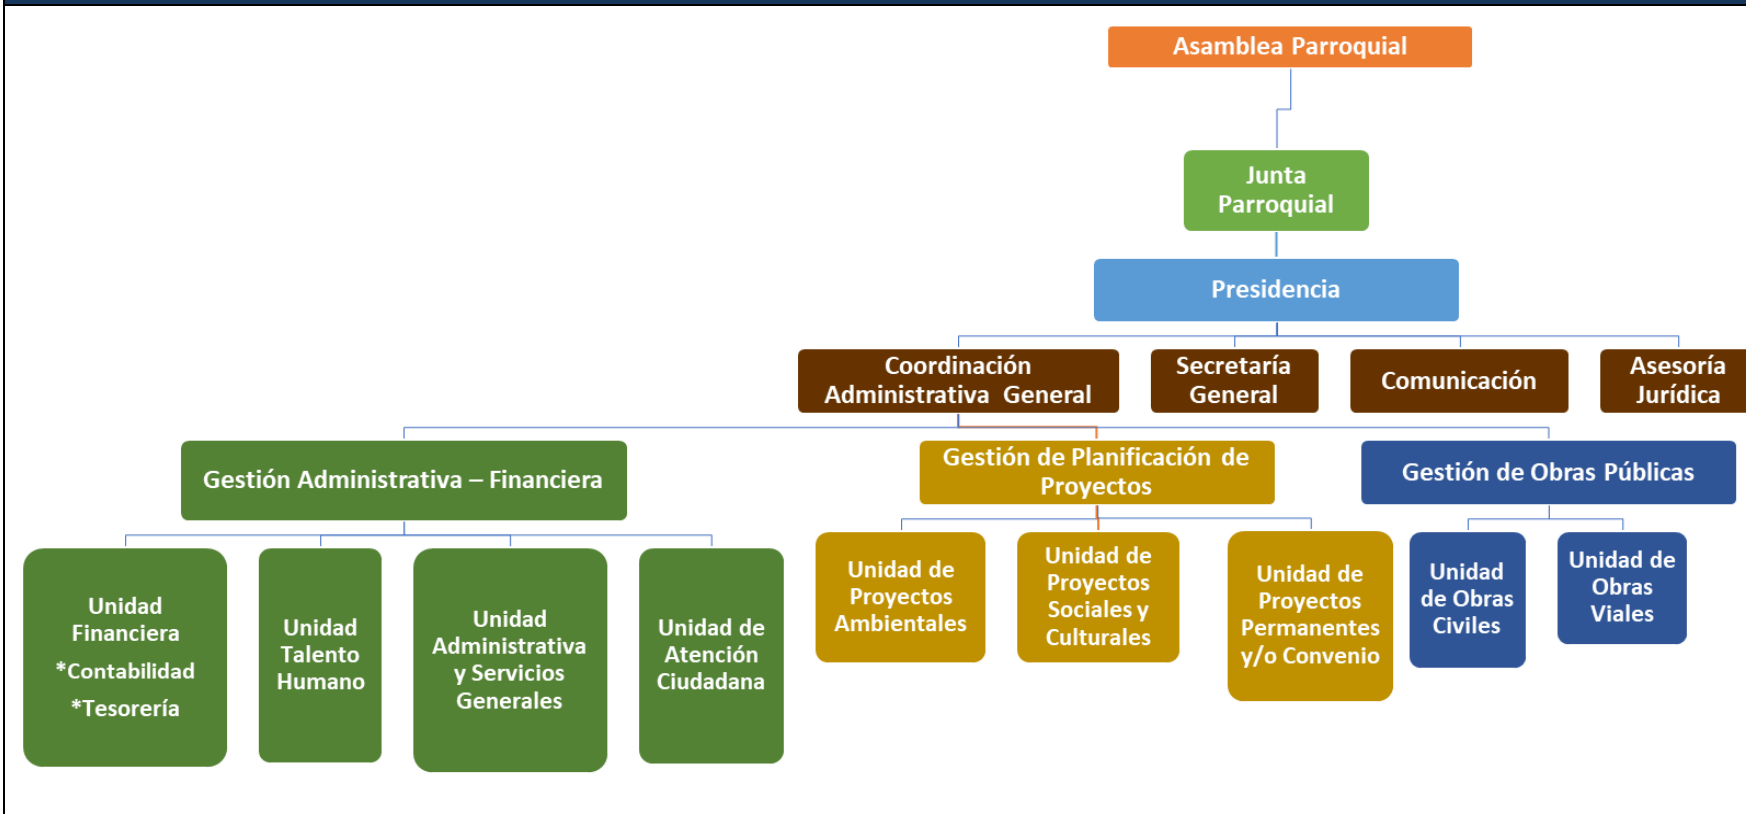 Asamblea Parroquial
Junta
Parroquial
Presidencia
Coordinación
Administrativa General
Secretaría
General
Comunicación
Asesoría
Jurídica
Gestión Administrativa – Financiera
Gestión de Planificación de
Proyectos
Gestión de Obras Públicas
Unidad
Financiera
*Contabilidad
*Tesorería
Unidad
Talento
Humano
Unidad
Administrativa
y Servicios
Generales
Unidad de
Atención
Ciudadana
Unidad de
Proyectos
Ambientales
Unidad de
Proyectos
Sociales y
Culturales
Unidad de
Proyectos
Permanentes
y/o Convenio
Unidad
de Obras
Civiles
Unidad de
Obras
Viales